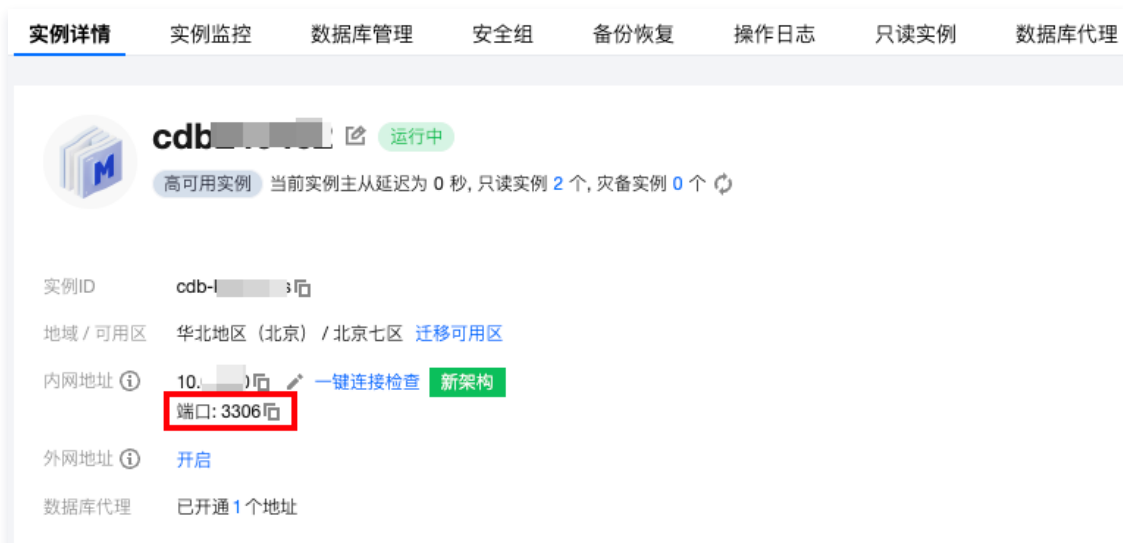 实例详情 实例监控 数据库管理 安全组 备份恢复 操作日志 只读实例 数据库代理
运行中
高可用实例 当前实例主从延迟为 0 秒, 只读实例 2 个, 灾备实例 0 个
实例ID
地域 / 可用区 华北地区（北京） / 北京七区 迁移可用区
内网地址 一键连接检查 新架构
端口: 3306
外网地址 开启
数据库代理 已开通 1 个地址